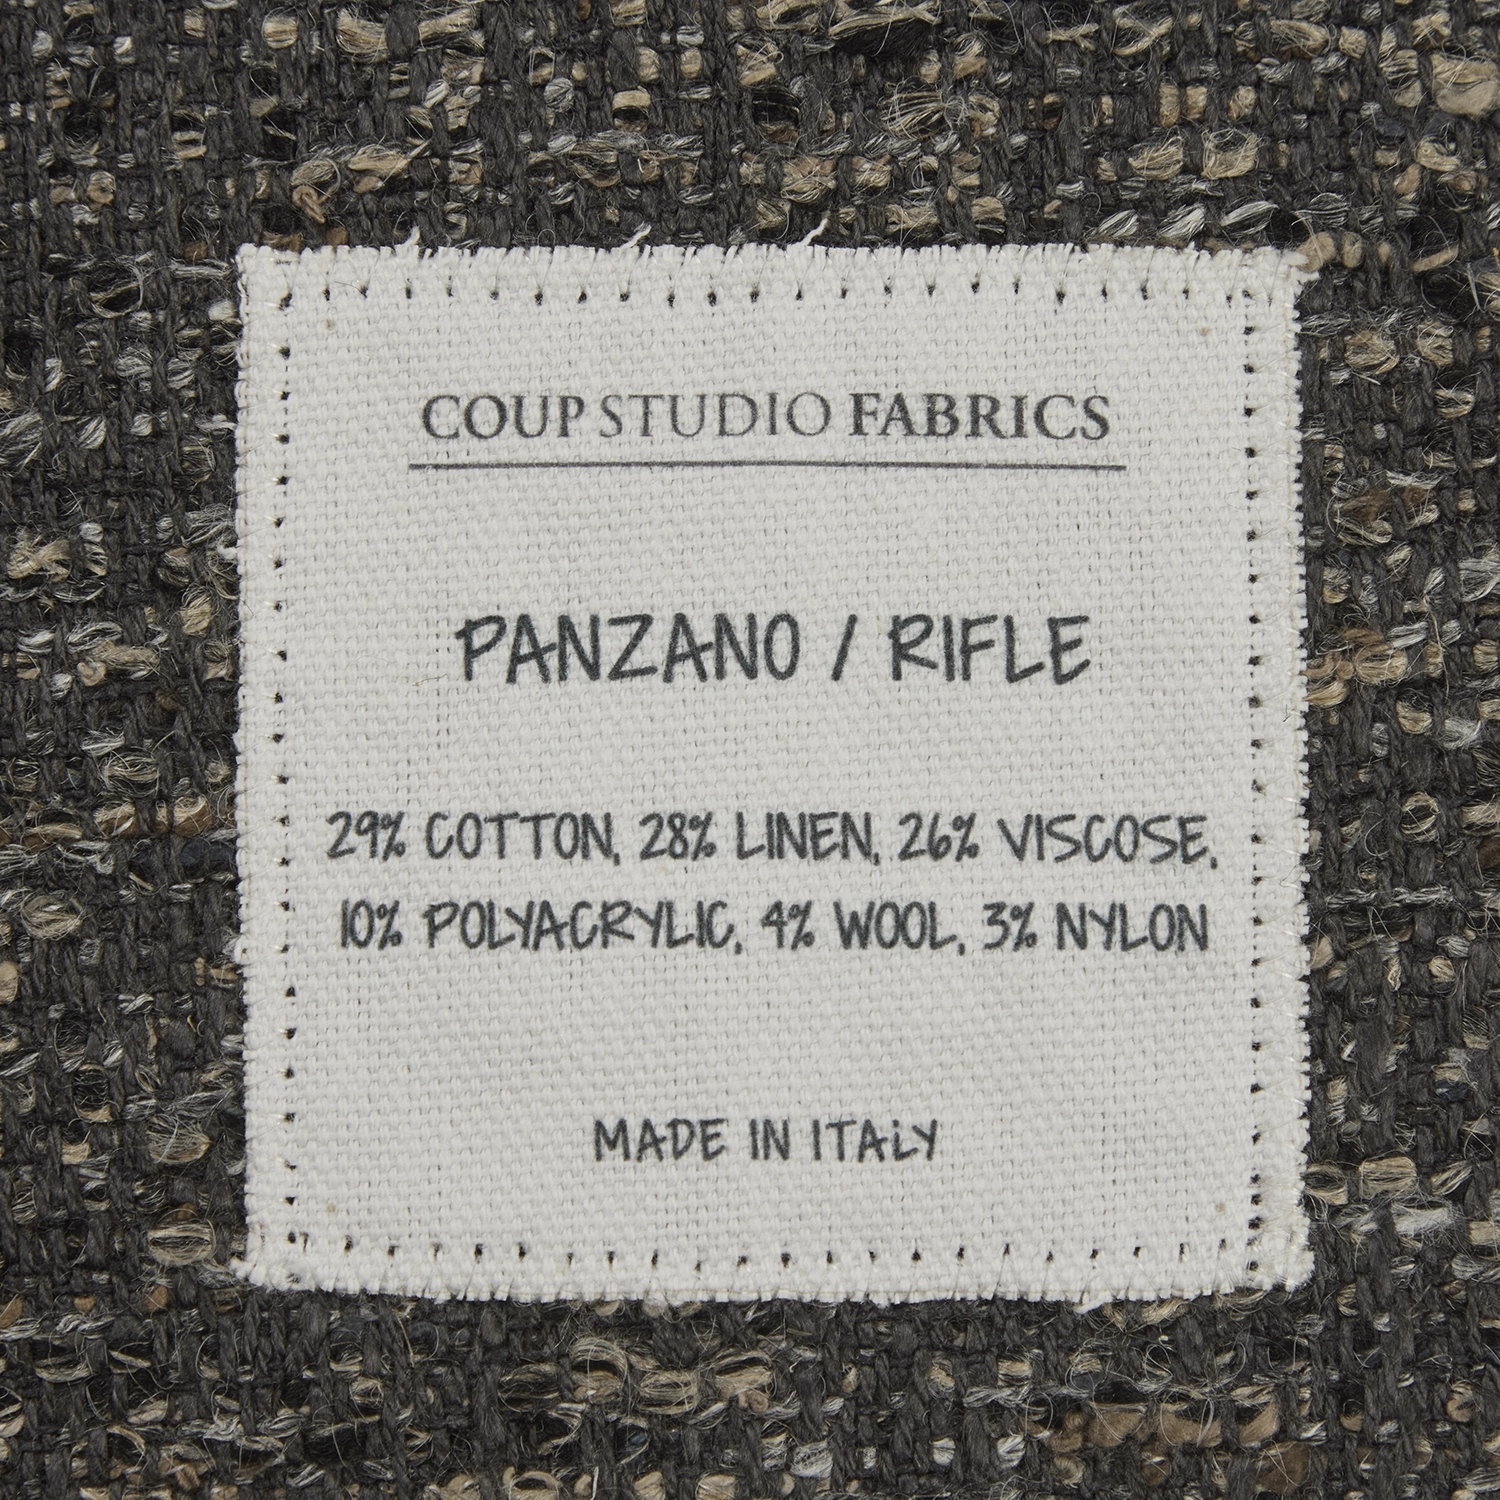 COUP STUDIO FABRICS
PANZANO / RIFLE
29% COTTON, 28% LINEN, 26% VISCOSE,
10% POLYACRYLIC, 4% WOOL, 3% NYLON
MADE IN ITALY